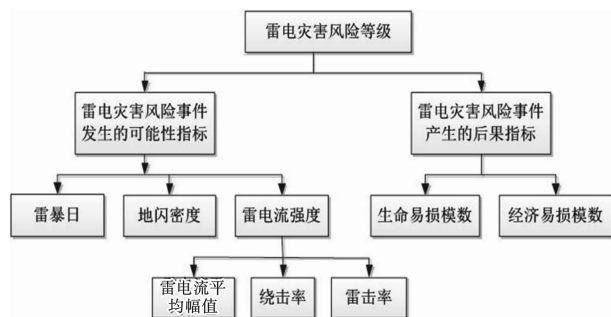 雷电灾害风险等级
雷电灾害风险事件
发生的可能性指标
雷电灾害风险事件
产生的后果指标
雷暴日
地闪密度
雷电流强度
生命易损模数
经济易损模数
雷电流平
均幅值
绕击率
雷击率